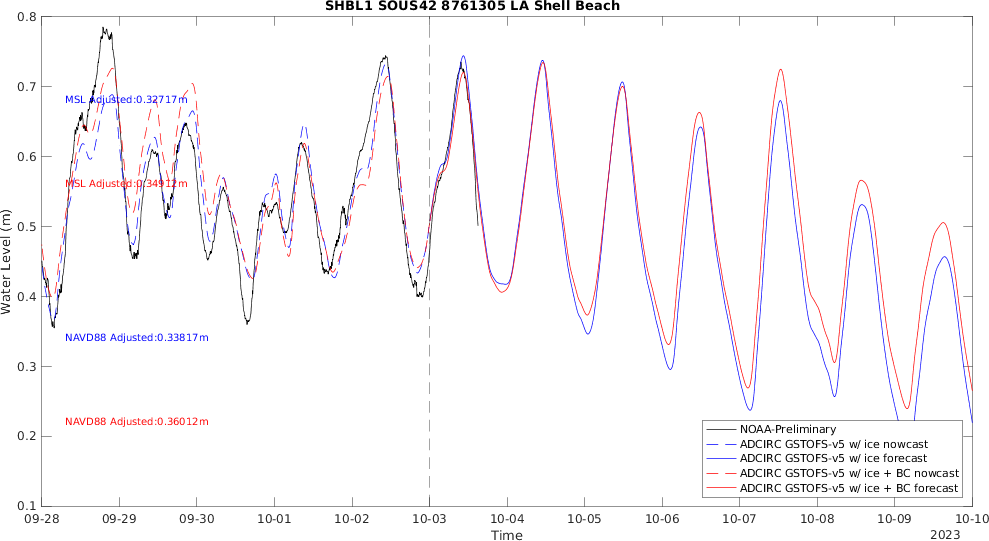 SHBL1 SOUS42 8761305 LA Shell Beach
Water Level (m)
0.8
0.7
0.6
0.5
0.4
0.3
0.2
0.1
MSL Adjusted:0.32717m
MSL Adjusted:0.34912m
NAVD88 Adjusted:0.33817m
NAVD88 Adjusted:0.36012m
NOAA-Preliminary
ADCIRC GSTOFS-v5 w/ ice nowcast
ADCIRC GSTOFS-v5 w/ ice forecast
ADCIRC GSTOFS-v5 w/ ice + BC nowcast
ADCIRC GSTOFS-v5 w/ ice + BC forecast
09-28 09-29 09-30 10-01 10-02 10-03 10-04 10-05 10-06 10-07 10-08 10-09 10-10
Time
2023